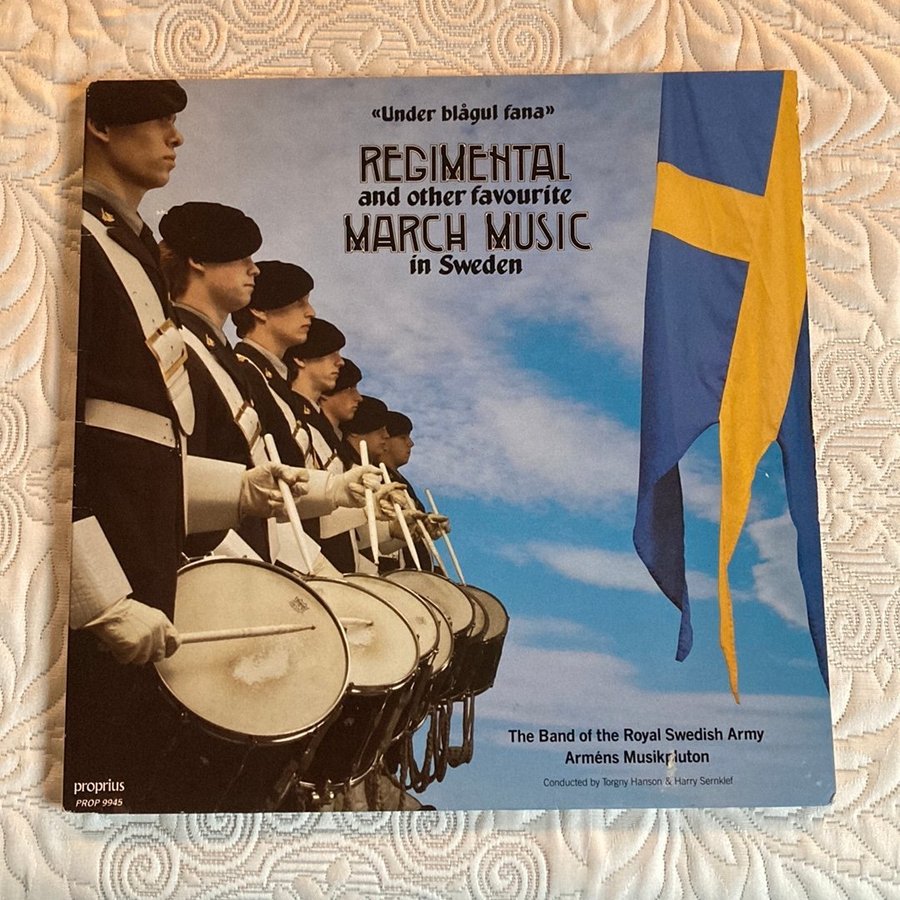 «Under blågul fana»
REGIMENTAL
and other favourite
MARCH MUSIC
in Sweden
The Band of the Royal Swedish Army
Arméns Musikpluton
Conducted by Torgny Hanson & Harry Sernklef
proprius
PROP 9945